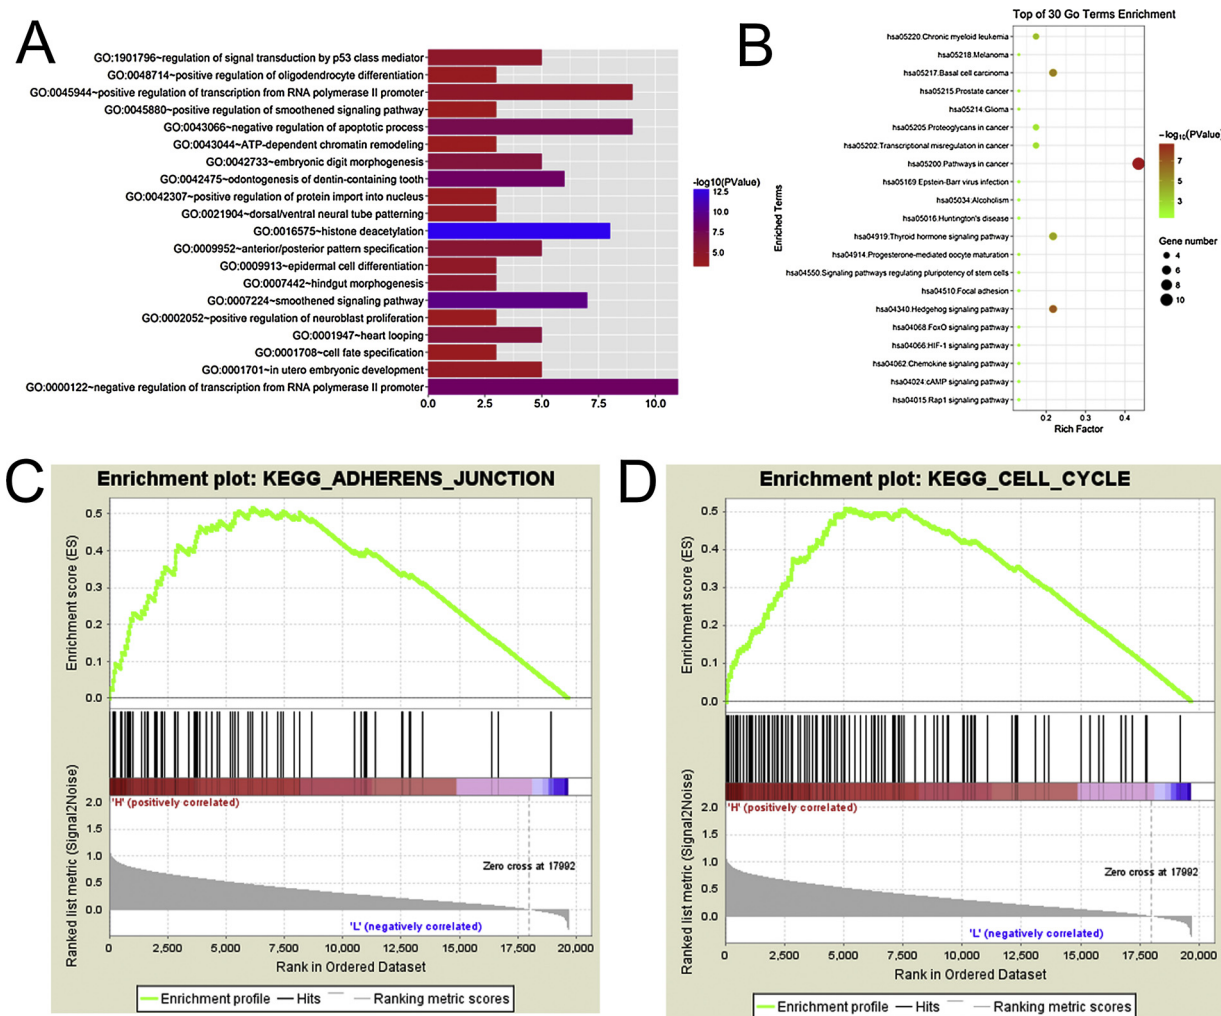 A
GO:1901796~regulation of signal transduction by p53 class mediator
GO:0048714~positive regulation of oligodendrocyte differentiation
GO:0045944~positive regulation of transcription from RNA polymerase II promoter
GO:0045880~positive regulation of smoothened signaling pathway
GO:0043066~negative regulation of apoptotic process
GO:0043044~ATP-dependent chromatin remodeling
GO:0042733~embryonic digit morphogenesis
GO:0042475~odontogenesis of dentin-containing tooth
GO:0042307~positive regulation of protein import into nucleus
GO:0021904~dorsal/ventral neural tube patterning
GO:0016575~histone deacetylation
GO:0009952~anterior/posterior pattern specification
GO:0009913~epidermal cell differentiation
GO:0007442~hindgut morphogenesis
GO:0007224~smoothened signaling pathway
GO:0002052~positive regulation of neuroblast proliferation
GO:0001947~heart looping
GO:0001708~cell fate specification
GO:0001701~in utero embryonic development
GO:0000122~negative regulation of transcription from RNA polymerase II promoter
0.0 2.5 5.0 7.5 10.0
-log10(PValue)
12.5
10.0
7.5
5.0
B
Top of 30 Go Terms Enrichment
Enriched Terms
hsa05220.Chronic myeloid leukemia
hsa05218.Melanoma
hsa05217.Basal cell carcinoma
hsa05215.Prostate cancer
hsa05214.Glioma
hsa05205.Proteoglycans in cancer
hsa05202.Transcriptional misregulation in cancer
hsa05200.Pathways in cancer
hsa05169.Epstein-Barr virus infection
hsa05034.Alcoholism
hsa05016.Huntington's disease
hsa04919.Thyroid hormone signaling pathway
hsa04914.Progesterone-mediated oocyte maturation
hsa04550.Signaling pathways regulating pluripotency of stem cells
hsa04510.Focal adhesion
hsa04340.Hedgehog signaling pathway
hsa04068.FoxO signaling pathway
hsa04066.HIF-1 signaling pathway
hsa04062.Chemokine signaling pathway
hsa04024.cAMP signaling pathway
hsa04015.Rap1 signaling pathway
0.2 0.3 0.4
Rich Factor
−log10(PValue)
7
5
3
Gene number
4
6
8
10
C
Enrichment plot: KEGG_ADHERENS_JUNCTION
Enrichment score (ES)
0.5
0.4
0.3
0.2
0.1
0.0
Ranked list metric (Signal2Noise)
2.0
1.5
1.0
0.5
0.0
'H' (positively correlated)
Zero cross at 17992
'L' (negatively correlated)
0 2,500 5,000 7,500 10,000 12,500 15,000 17,500 20,000
Rank in Ordered Dataset
Enrichment profile Hits Ranking metric scores
D
Enrichment plot: KEGG_CELL_CYCLE
Enrichment score (ES)
0.5
0.4
0.3
0.2
0.1
0.0
Ranked list metric (Signal2Noise)
2.0
1.5
1.0
0.5
0.0
'H' (positively correlated)
Zero cross at 17992
'L' (negatively correlated)
0 2,500 5,000 7,500 10,000 12,500 15,000 17,500 20,000
Rank in Ordered Dataset
Enrichment profile Hits Ranking metric scores